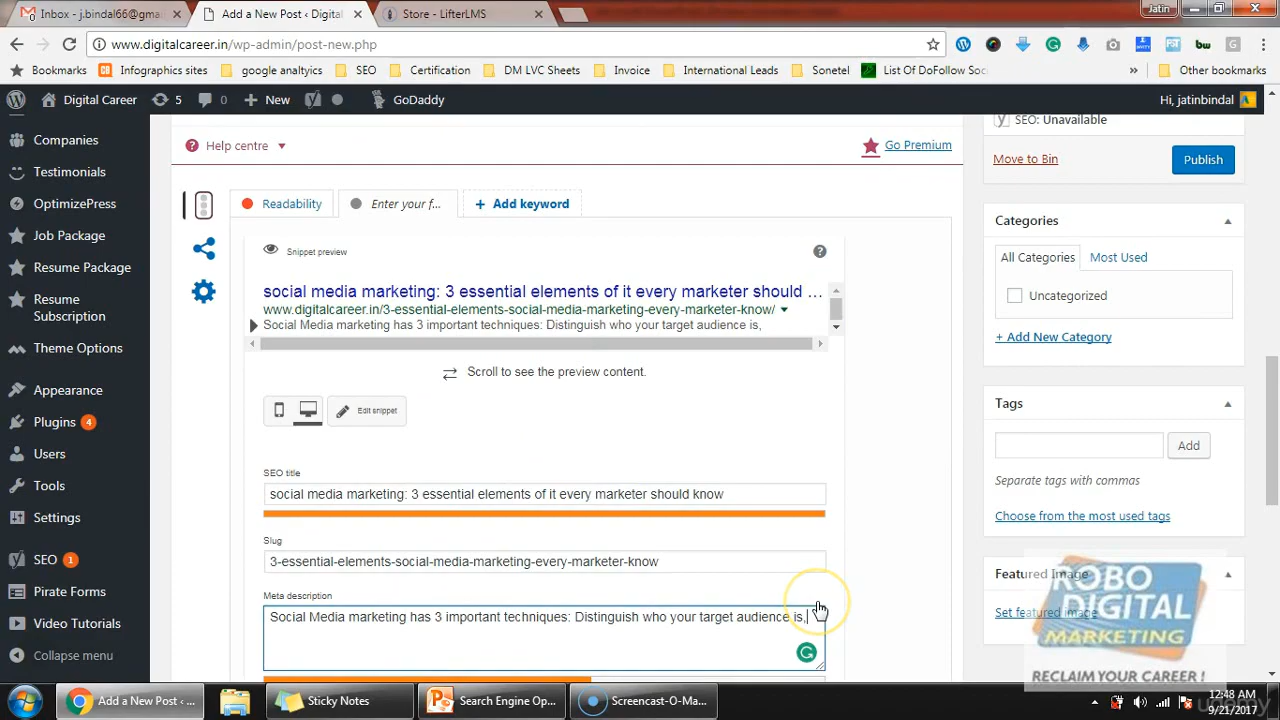 Inbox - j.bindal66@gma
Add a New Post ‹ Digital
Store - LifterLMS
Jatin
www.digitalcareer.in/wp-admin/post-new.php
Bookmarks
Infographics sites
google analtyics
SEO
Certification
DM LVC Sheets
Invoice
International Leads
Sonetel
List Of DoFollow Soc
»
Other bookmarks
Digital Career
5
0
New
GoDaddy
Hi, jatinbindal
Companies
Testimonials
OptimizePress
Job Package
Resume Package
Resume
Submission
Theme Options
Appearance
Plugins 4
Users
Tools
Settings
SEO 1
Pirate Forms
Video Tutorials
Collapse menu
Help centre
Go Premium
Readability
Enter your f...
+ Add keyword
Snippet preview
social media marketing: 3 essential elements of it every marketer should ...
www.digitalcareer.in/3-essential-elements-social-media-marketing-every-marketer-know/
Social Media marketing has 3 important techniques: Distinguish who your target audience is,
Scroll to see the preview content.
Edit snippet
SEO title
social media marketing: 3 essential elements of it every marketer should know
Slug
3-essential-elements-social-media-marketing-every-marketer-know
Meta description
Social Media marketing has 3 important techniques: Distinguish who your target audience is,
SEO: Unavailable
Move to Bin
Publish
Categories
All Categories
Most Used
Uncategorized
+ Add New Category
Tags
Add
Separate tags with commas
Choose from the most used tags
Featured Image
Set featured image
ROBO
DIGITAL
MARKETING
RECLAIM YOUR CAREER !
Add a New Post ‹ ...
Sticky Notes
Search Engine Op...
Screencast-O-Ma...
12:48 AM
9/21/2017
udemy